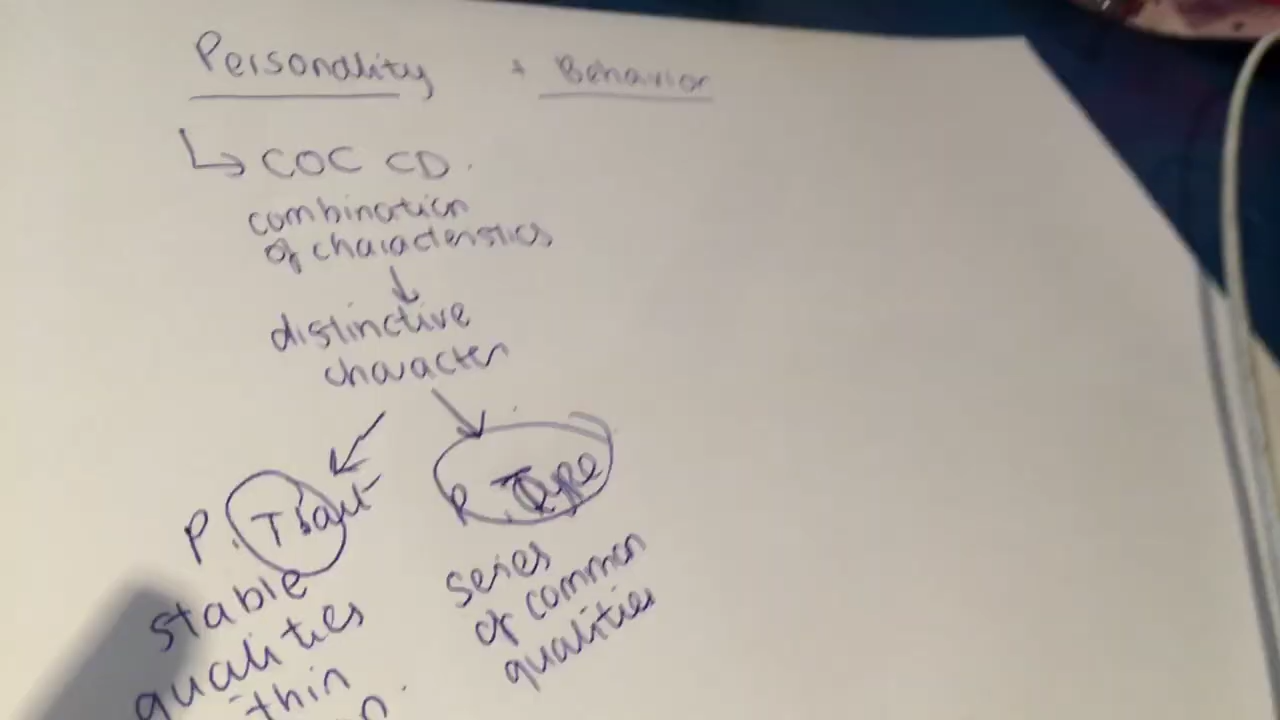 Personality + Behavior
COC CD.
combination
of characteristics
distinctive
character
P. Trait
P. Type
stable
qualities
series
of common
qualities